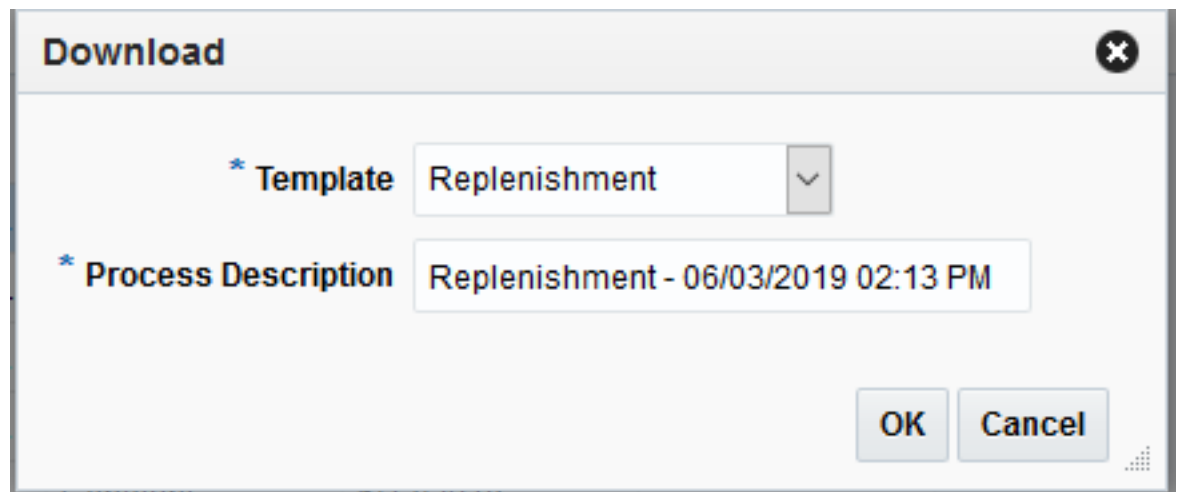 Download
* Template Replenishment
* Process Description Replenishment - 06/03/2019 02:13 PM
OK Cancel